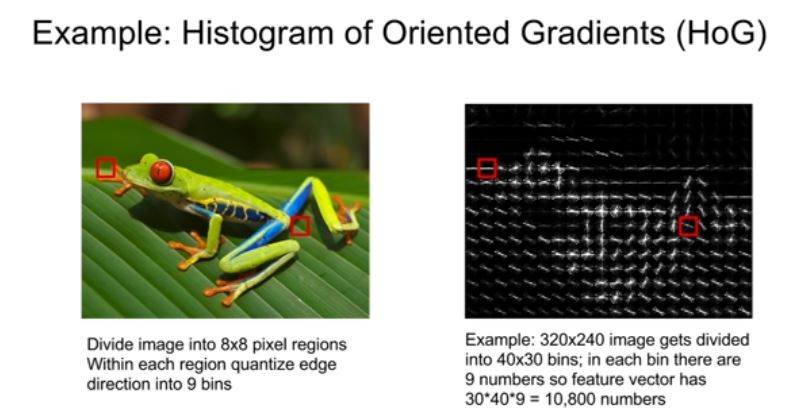 Example: Histogram of Oriented Gradients (HoG)
Divide image into 8x8 pixel regions
Within each region quantize edge
direction into 9 bins
Example: 320x240 image gets divided
into 40x30 bins; in each bin there are
9 numbers so feature vector has
30*40*9 = 10,800 numbers